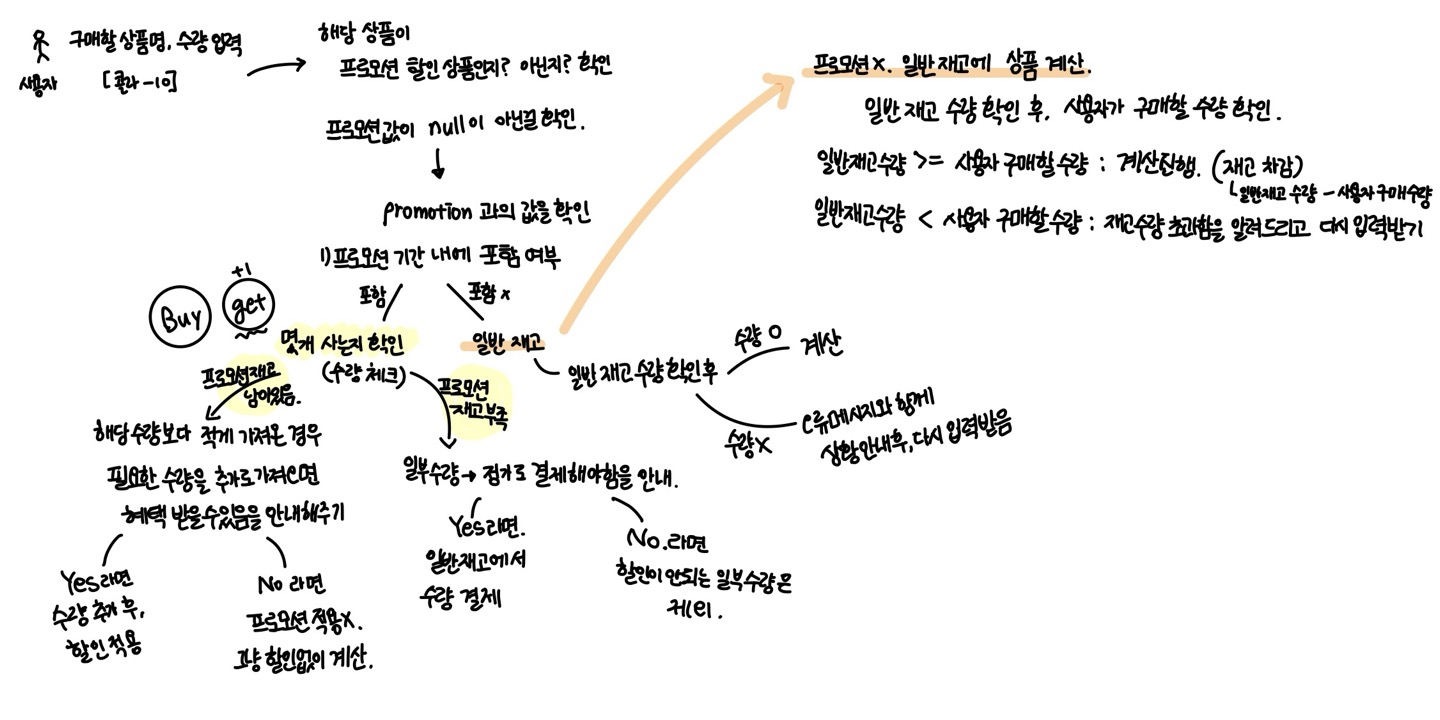 구매할 상품명, 수량 입력
사용자
[콜라-10]
해당 상품이
프로모션 할인 상품인지? 아닌지? 확인
프로모션값이 null이 아닌걸 확인.
promotion 과의 값을 확인
1) 프로모션 기간 내에 포함 여부
포함
포함 x
+1
Buy
get
몇개 사는지 확인
(수량 체크)
일반 재고
프로모션재고
남아있음.
해당수량보다 적게 가져온 경우
필요한 수량을 추가로 가져오면
혜택 받을수있음을 안내해주기
Yes라면
수량 추가 후,
할인 적용
No 라면
프로모션 적용X.
그냥 할인없이 계산.
프로모션
재고부족
일부수량→ 정가로 결제해야함을 안내.
Yes라면.
일반재고에서
수량 결제
No.라면
할인이 안되는 일부수량은
제외.
일반 재고 수량 확인 후
수량 O
계산
수량X
오류메시지와 함께
상황안내후, 다시 입력받음
프로모션 x. 일반 재고에 상품 계산.
일반 재고 수량 확인 후, 사용자가 구매할 수량 확인.
일반재고수량 >= 사용자 구매할수량 : 계산진행. (재고 차감)
일반재고 수량 - 사용자 구매수량
일반재고수량 < 사용자 구매할수량 : 재고수량 초과함을 알려드리고 다시 입력받기